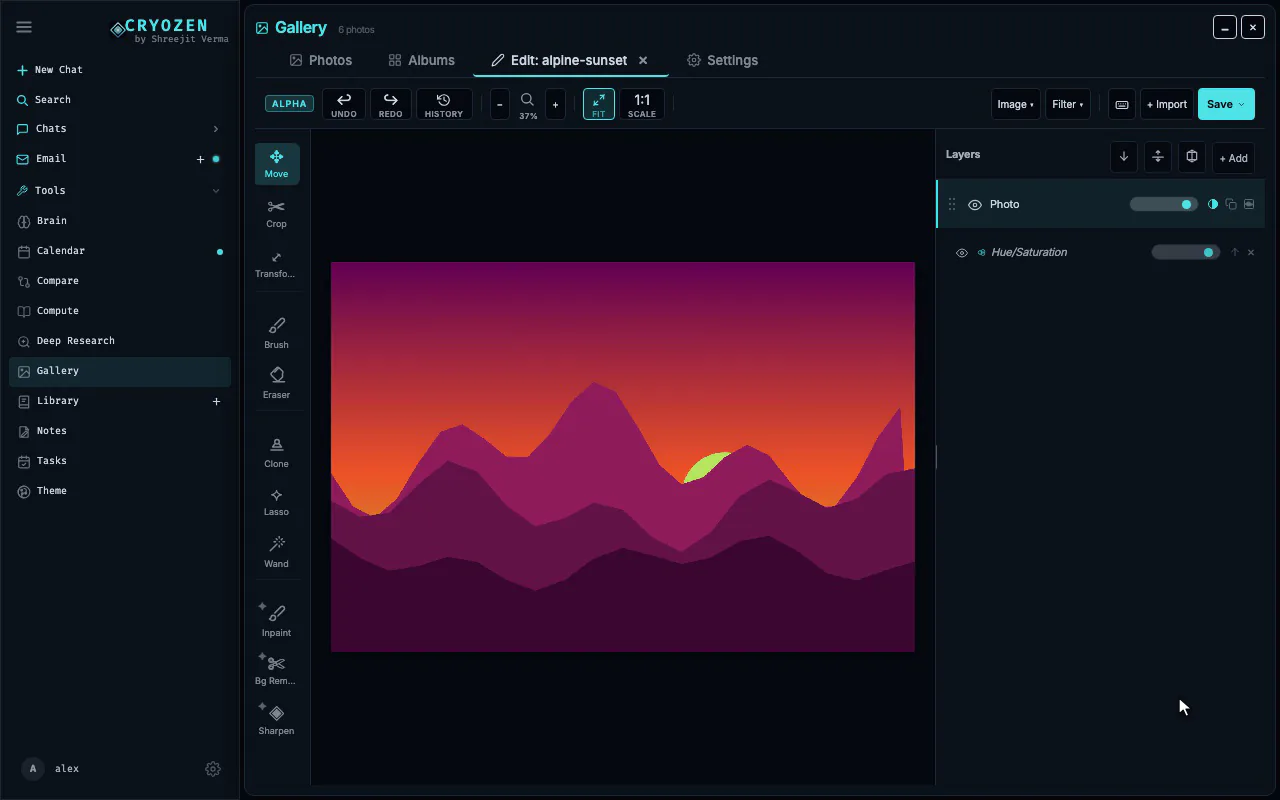 CRYOZEN
by Shreejit Verma
New Chat
Search
Chats
Email
Tools
Brain
Calendar
Compare
Compute
Deep Research
Gallery
Library
Notes
Tasks
Theme
A alex
Gallery 6 photos
Photos Albums Edit: alpine-sunset Settings
ALPHA UNDO REDO HISTORY - 37% + FIT 1:1 SCALE Image Filter + Import Save
Move
Crop
Transfo...
Brush
Eraser
Clone
Lasso
Wand
Inpaint
Bg Rem...
Sharpen
Layers + Add
Photo
Hue/Saturation